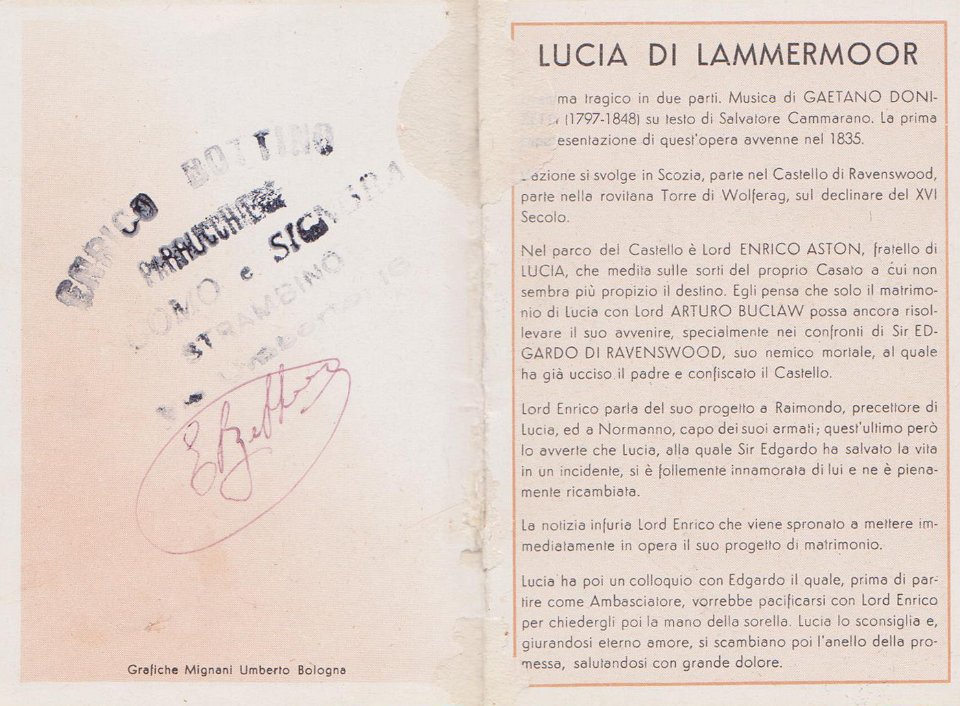 ENRICO BOTTINO
PARRUCCHIERE
UOMO e SIGNORA
STRAMBINO
Grafiche Mignani Umberto Bologna
LUCIA DI LAMMERMOOR
tragico in due parti. Musica di GAETANO DONI-
(1797-1848) su testo di Salvatore Cammarano. La prima
esentazione di quest'opera avvenne nel 1835.
L'azione si svolge in Scozia, parte nel Castello di Ravenswood,
parte nella rovitana Torre di Wolferag, sul declinare del XVI
Secolo.
Nel parco del Castello è Lord ENRICO ASTON, fratello di
LUCIA, che medita sulle sorti del proprio Casato a cui non
sembra più propizio il destino. Egli pensa che solo il matrimo-
nio di Lucia con Lord ARTURO BUCLAW possa ancora risol-
levare il suo avvenire, specialmente nei confronti di Sir ED-
GARDO DI RAVENSWOOD, suo nemico mortale, al quale
ha già ucciso il padre e confiscato il Castello.
Lord Enrico parla del suo progetto a Raimondo, precettore di
Lucia, ed a Normanno, capo dei suoi armati; quest'ultimo però
lo avverte che Lucia, alla quale Sir Edgardo ha salvato la vita
in un incidente, si è follemente innamorata di lui e ne è piena-
mente ricambiata.
La notizia infuria Lord Enrico che viene spronato a mettere im-
mediatamente in opera il suo progetto di matrimonio.
Lucia ha poi un colloquio con Edgardo il quale, prima di par-
tire come Ambasciatore, vorrebbe pacificarsi con Lord Enrico
per chiedergli poi la mano della sorella. Lucia lo sconsiglia e,
giurandosi eterno amore, si scambiano poi l'anello della pro-
messa, salutandosi con grande dolore.